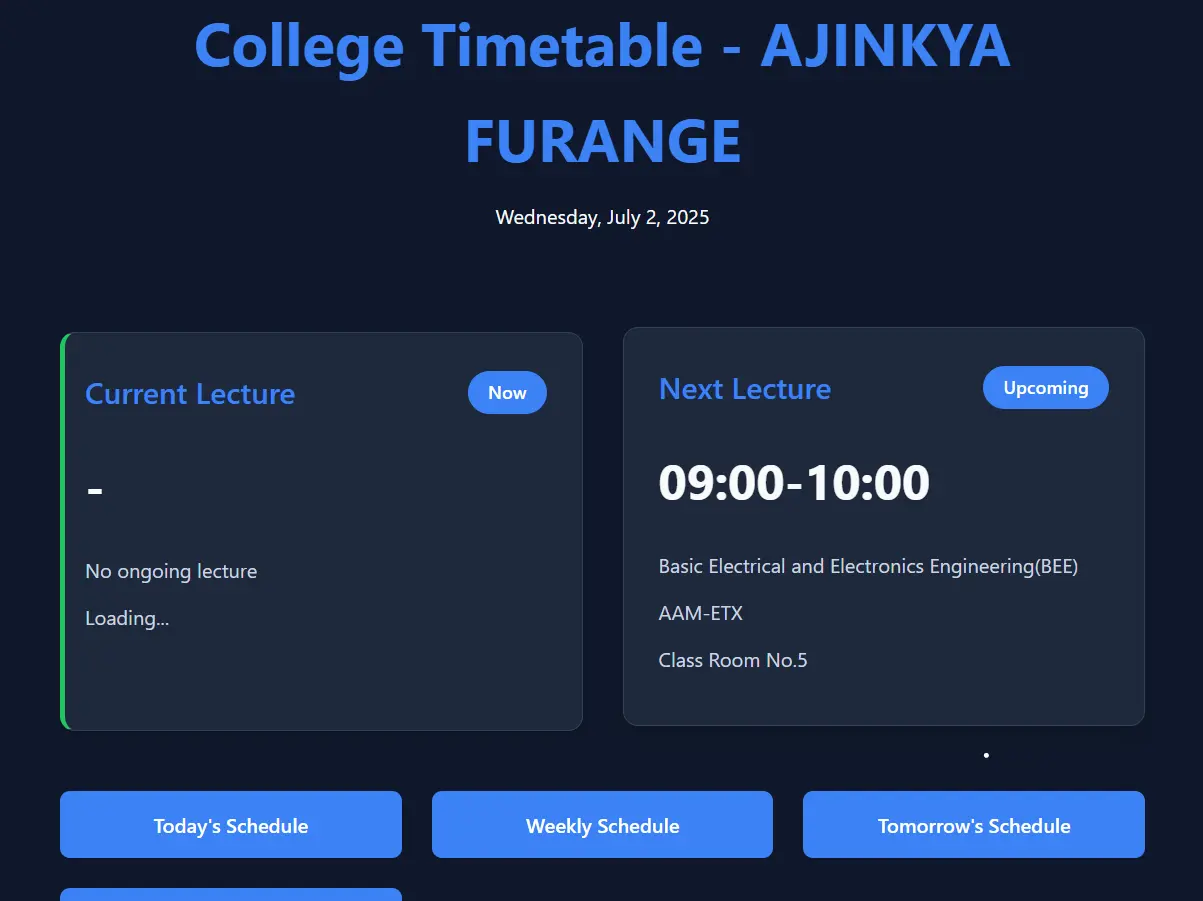 College Timetable - AJINKYA
FURANGE
Wednesday, July 2, 2025
Current Lecture
Now
-
No ongoing lecture
Loading...
Next Lecture
Upcoming
09:00-10:00
Basic Electrical and Electronics Engineering(BEE)
AAM-ETX
Class Room No.5
Today's Schedule
Weekly Schedule
Tomorrow's Schedule